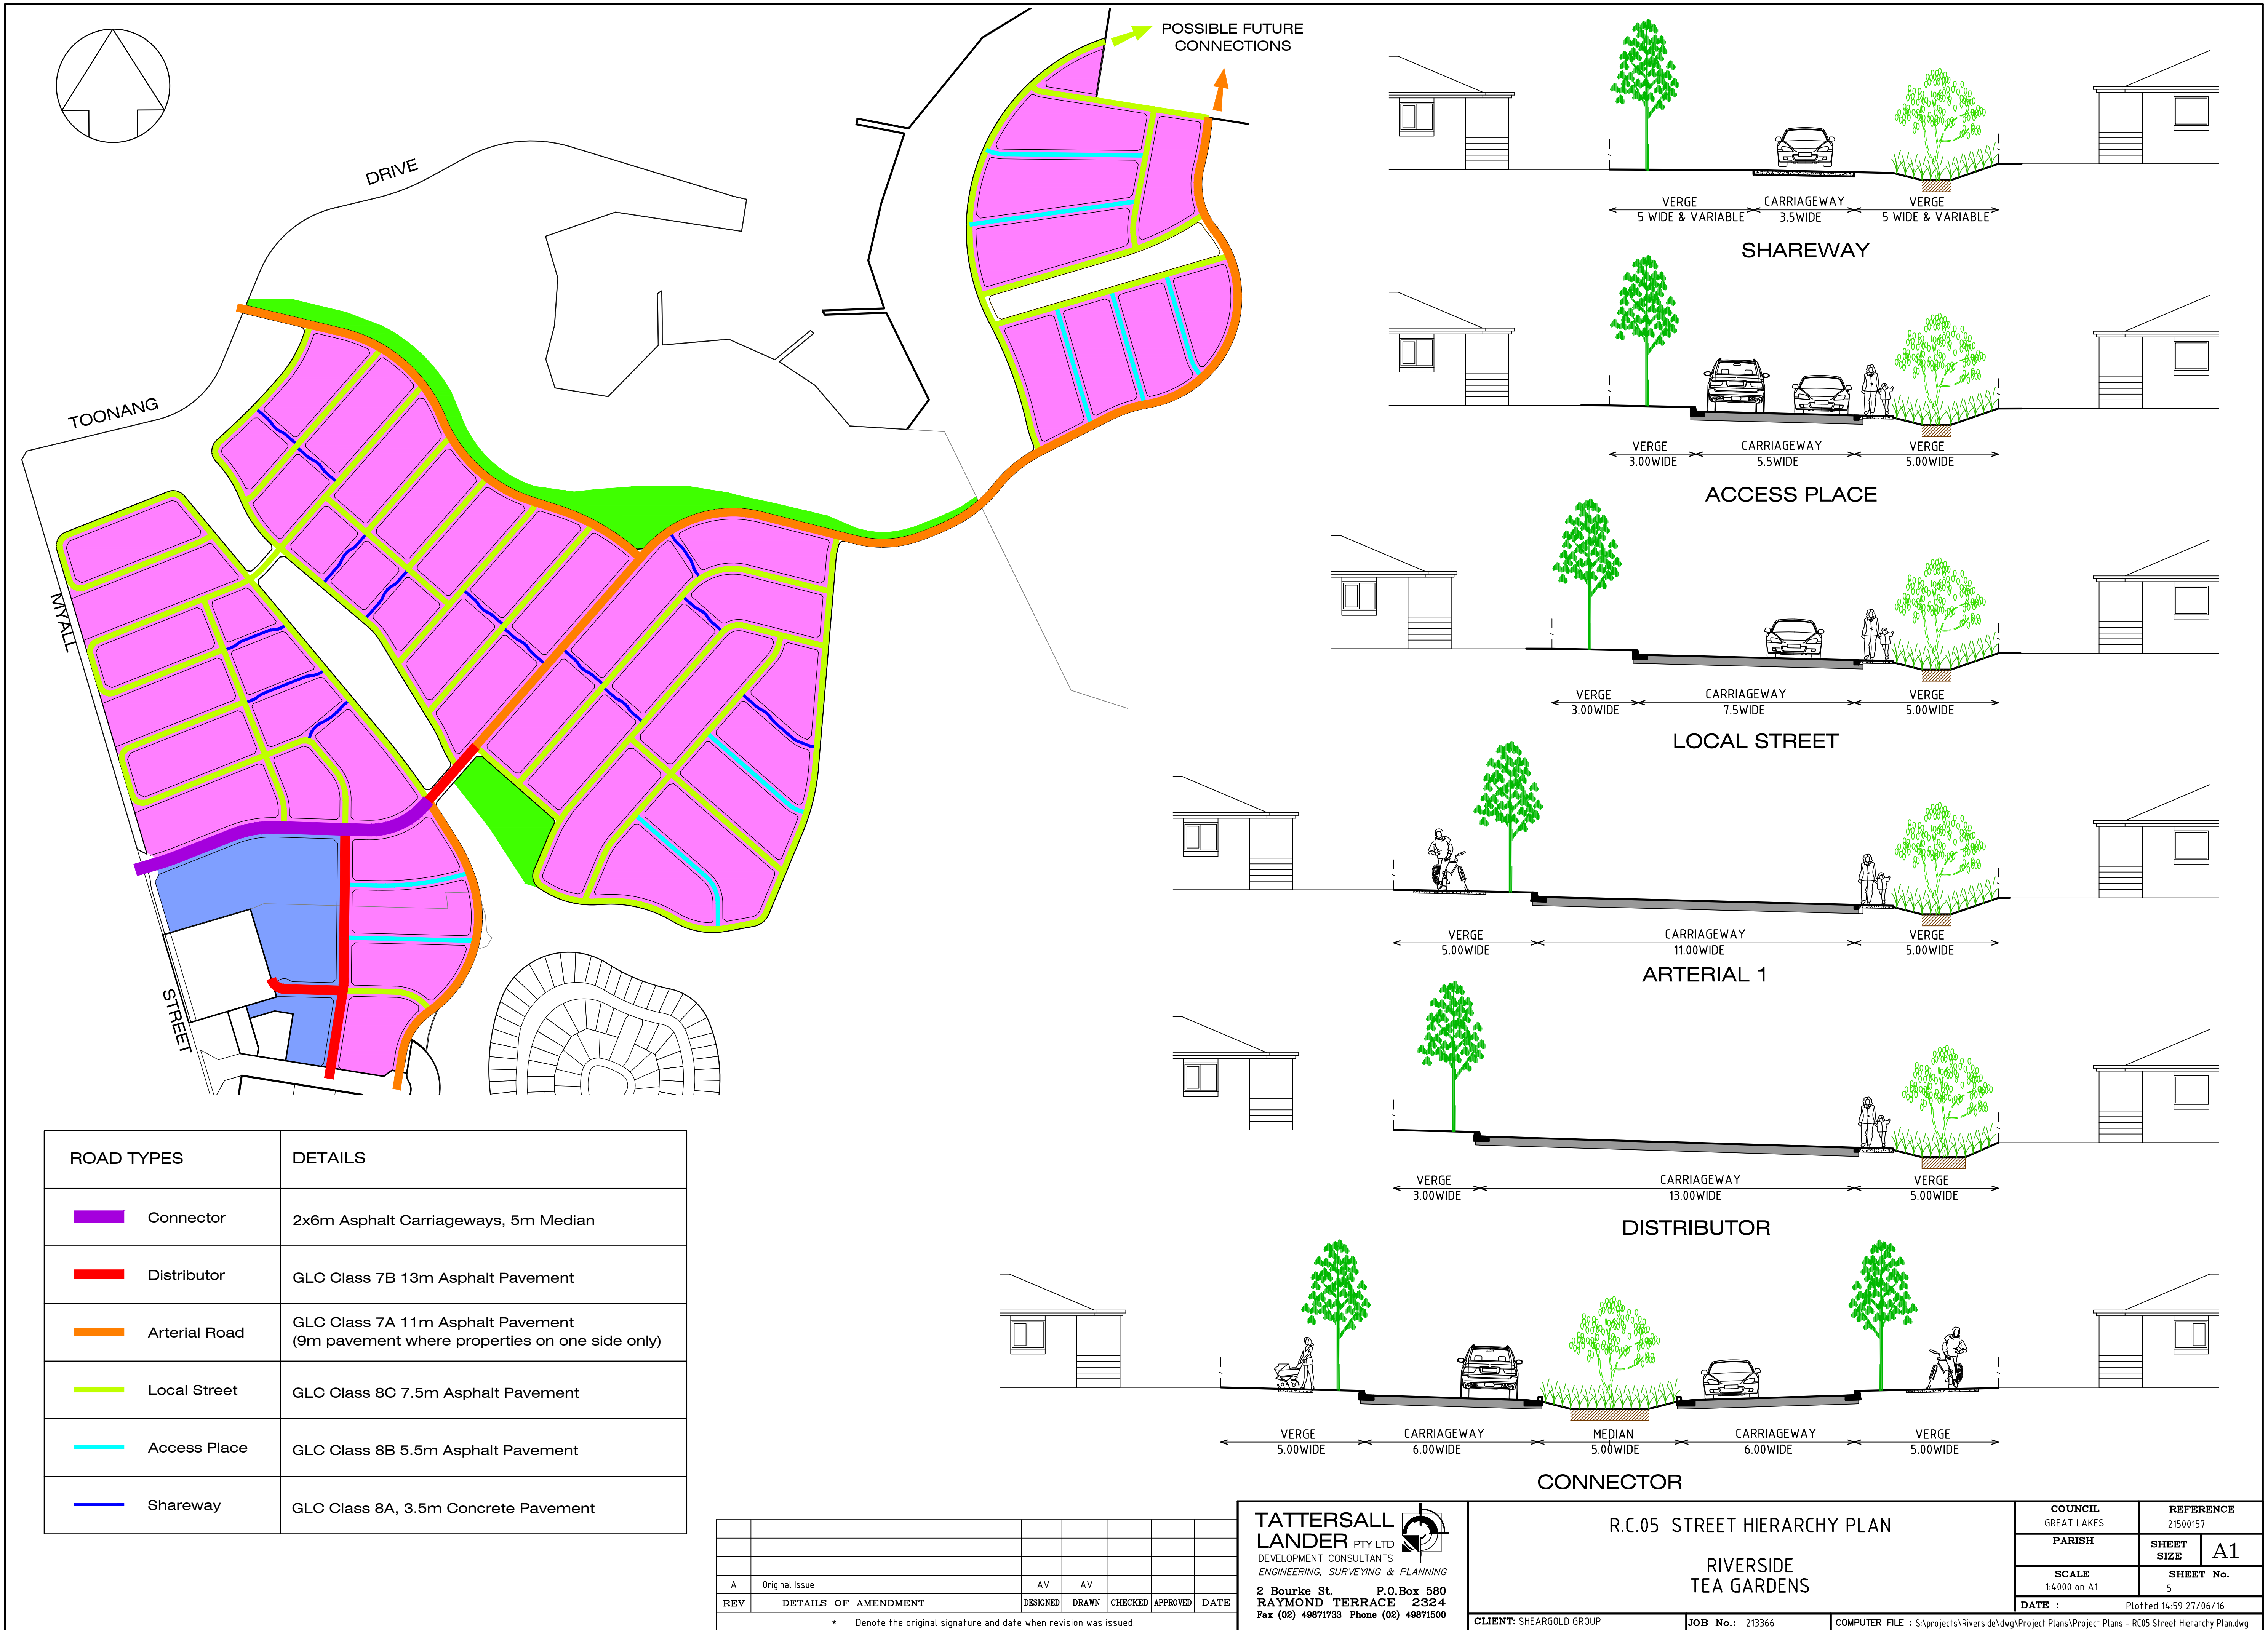 POSSIBLE FUTURE
CONNECTIONS
DRIVE
TOONANG
MYALL
STREET
VERGE
5 WIDE & VARIABLE
CARRIAGEWAY
3.5WIDE
VERGE
5 WIDE & VARIABLE
SHAREWAY
VERGE
3.00WIDE
CARRIAGEWAY
5.5WIDE
VERGE
5.00WIDE
ACCESS PLACE
VERGE
3.00WIDE
CARRIAGEWAY
7.5WIDE
VERGE
5.00WIDE
LOCAL STREET
VERGE
5.00WIDE
CARRIAGEWAY
11.00WIDE
VERGE
5.00WIDE
ARTERIAL 1
VERGE
3.00WIDE
CARRIAGEWAY
13.00WIDE
VERGE
5.00WIDE
DISTRIBUTOR
VERGE
5.00WIDE
CARRIAGEWAY
6.00WIDE
MEDIAN
5.00WIDE
CARRIAGEWAY
6.00WIDE
VERGE
5.00WIDE
CONNECTOR
ROAD TYPES DETAILS
Connector 2x6m Asphalt Carriageways, 5m Median
Distributor GLC Class 7B 13m Asphalt Pavement
Arterial Road GLC Class 7A 11m Asphalt Pavement
(9m pavement where properties on one side only)
Local Street GLC Class 8C 7.5m Asphalt Pavement
Access Place GLC Class 8B 5.5m Asphalt Pavement
Shareway GLC Class 8A, 3.5m Concrete Pavement
A Original Issue AV AV
REV DETAILS OF AMENDMENT DESIGNED DRAWN CHECKED APPROVED DATE
* Denote the original signature and date when revision was issued.
TATTERSALL
LANDER PTY LTD
DEVELOPMENT CONSULTANTS
ENGINEERING, SURVEYING & PLANNING
2 Bourke St. P.O.Box 580
RAYMOND TERRACE 2324
Fax (02) 49871733 Phone (02) 49871500
R.C.05 STREET HIERARCHY PLAN
RIVERSIDE
TEA GARDENS
CLIENT: SHEARGOLD GROUP
JOB No.: 213366
COMPUTER FILE : S:\projects\Riverside\dwg\Project Plans\Project Plans - RC05 Street Hierarchy Plan.dwg
COUNCIL
GREAT LAKES
REFERENCE
21500157
PARISH
SHEET
SIZE
A1
SCALE
1:4000 on A1
SHEET No.
5
DATE : Plotted 14:59 27/06/16